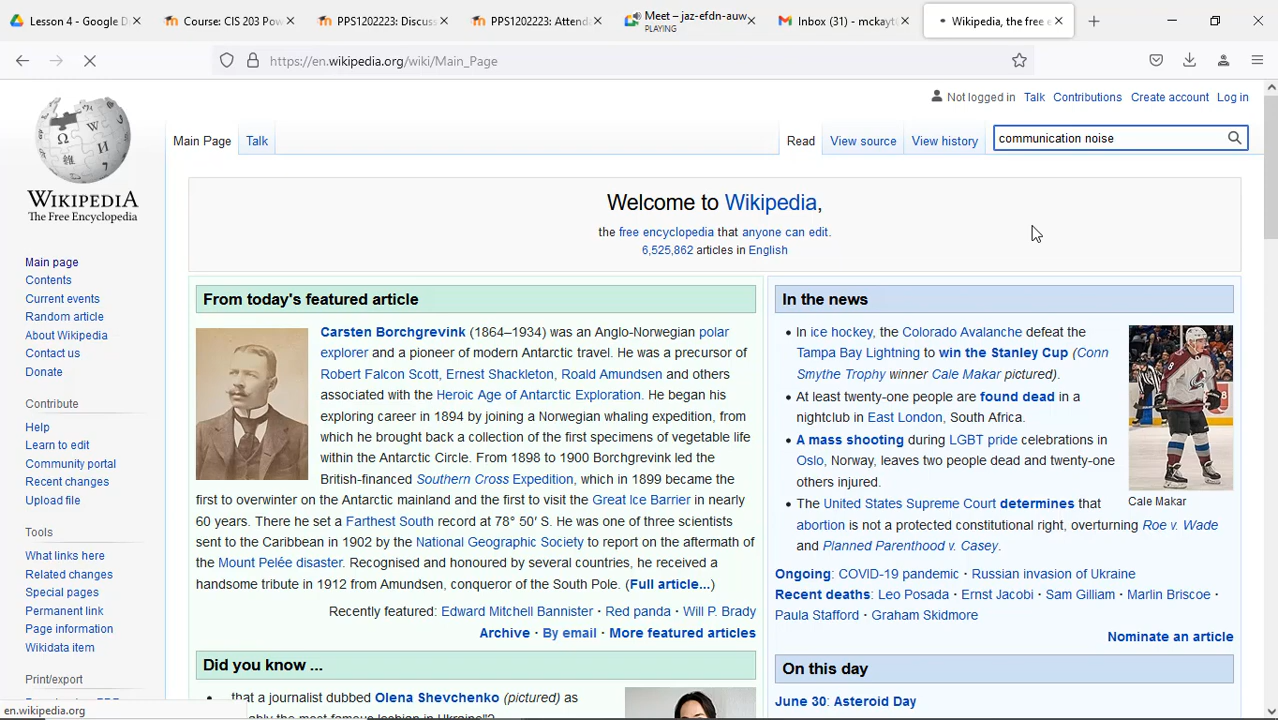 Lesson 4 - Google D
Course: CIS 203 Pow
PPS1202223: Discuss
PPS1202223: Attend
Meet – jaz-efdn-auw
PLAYING
Inbox (31) - mckayt
Wikipedia, the free e
https://en.wikipedia.org/wiki/Main_Page
Not logged in Talk Contributions Create account Log in
Main Page Talk Read View source View history communication noise
WIKIPEDIA
The Free Encyclopedia
Main page
Contents
Current events
Random article
About Wikipedia
Contact us
Donate
Contribute
Help
Learn to edit
Community portal
Recent changes
Upload file
Tools
What links here
Related changes
Special pages
Permanent link
Page information
Wikidata item
Print/export
en.wikipedia.org
Welcome to Wikipedia,
the free encyclopedia that anyone can edit.
6,525,862 articles in English
From today's featured article
Carsten Borchgrevink (1864–1934) was an Anglo-Norwegian polar
explorer and a pioneer of modern Antarctic travel. He was a precursor of
Robert Falcon Scott, Ernest Shackleton, Roald Amundsen and others
associated with the Heroic Age of Antarctic Exploration. He began his
exploring career in 1894 by joining a Norwegian whaling expedition, from
which he brought back a collection of the first specimens of vegetable life
within the Antarctic Circle. From 1898 to 1900 Borchgrevink led the
British-financed Southern Cross Expedition, which in 1899 became the
first to overwinter on the Antarctic mainland and the first to visit the Great Ice Barrier in nearly
60 years. There he set a Farthest South record at 78° 50′ S. He was one of three scientists
sent to the Caribbean in 1902 by the National Geographic Society to report on the aftermath of
the Mount Pelée disaster. Recognised and honoured by several countries, he received a
handsome tribute in 1912 from Amundsen, conqueror of the South Pole. (Full article...)
Recently featured: Edward Mitchell Bannister · Red panda · Will P. Brady
Archive · By email · More featured articles
Did you know ...
that a journalist dubbed Olena Shevchenko (pictured) as
In the news
In ice hockey, the Colorado Avalanche defeat the
Tampa Bay Lightning to win the Stanley Cup (Conn
Smythe Trophy winner Cale Makar pictured).
At least twenty-one people are found dead in a
nightclub in East London, South Africa.
A mass shooting during LGBT pride celebrations in
Oslo, Norway, leaves two people dead and twenty-one
others injured.
The United States Supreme Court determines that
abortion is not a protected constitutional right, overturning Roe v. Wade
and Planned Parenthood v. Casey.
Cale Makar
Ongoing: COVID-19 pandemic · Russian invasion of Ukraine
Recent deaths: Leo Posada · Ernst Jacobi · Sam Gilliam · Marlin Briscoe ·
Paula Stafford · Graham Skidmore
Nominate an article
On this day
June 30: Asteroid Day